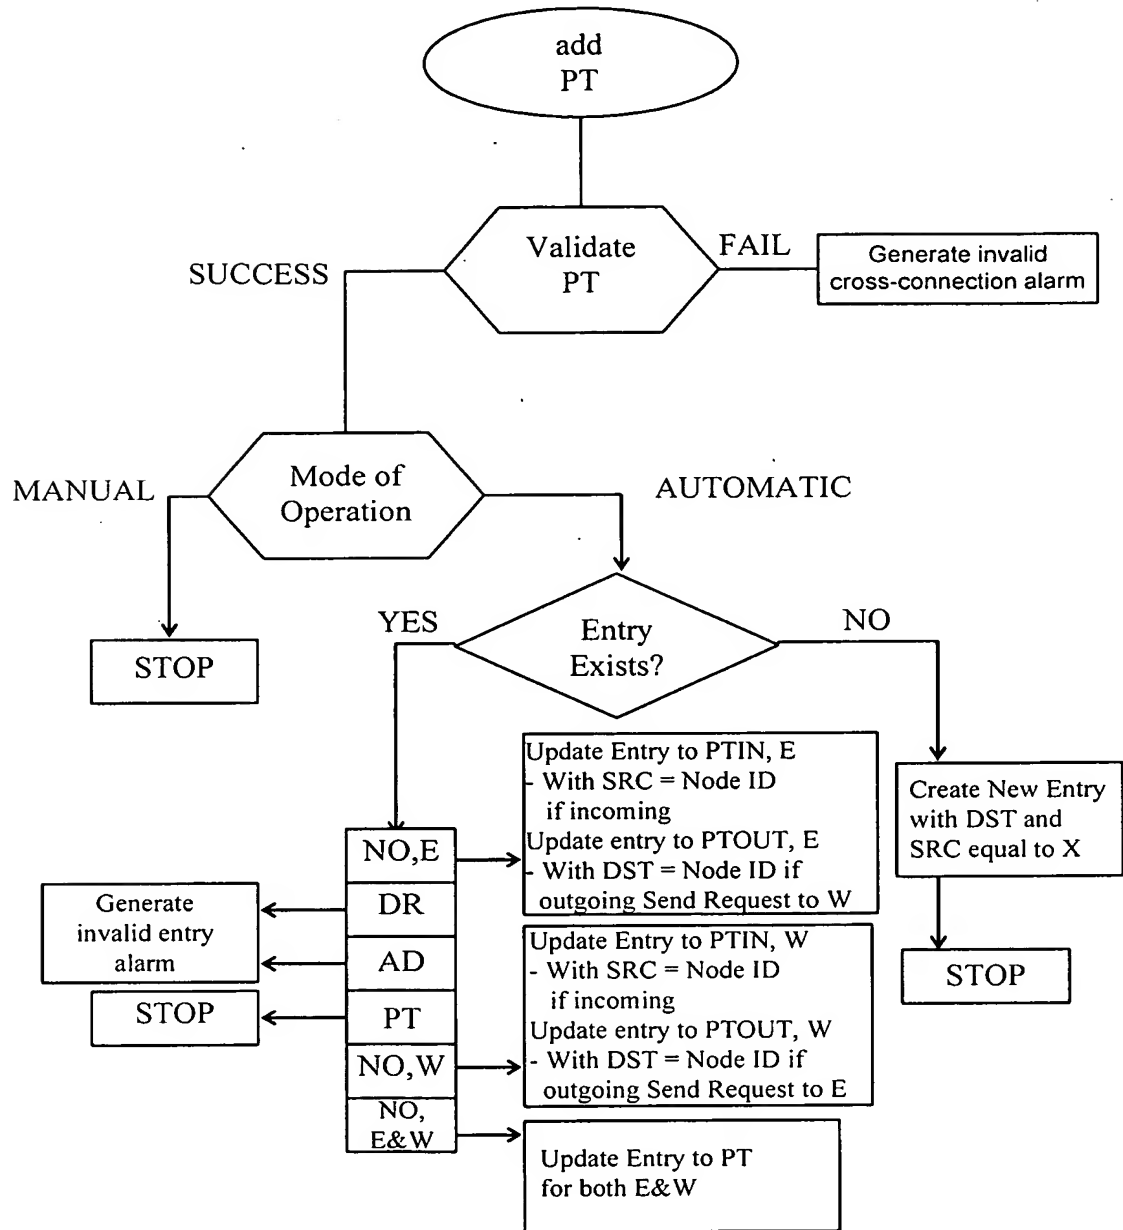 add
PT
Validate
PT
SUCCESS
FAIL
Generate invalid
cross-connection alarm
Mode of
Operation
MANUAL
AUTOMATIC
STOP
Entry
Exists?
YES
NO
Update Entry to PTIN, E
- With SRC = Node ID
if incoming
Update entry to PTOUT, E
- With DST = Node ID if
outgoing Send Request to W
Create New Entry
with DST and
SRC equal to X
STOP
NO,E
DR
AD
PT
NO,W
NO,
E&W
Generate
invalid entry
alarm
STOP
Update Entry to PTIN, W
- With SRC = Node ID
if incoming
Update entry to PTOUT, W
- With DST = Node ID if
outgoing Send Request to E
Update Entry to PT
for both E&W